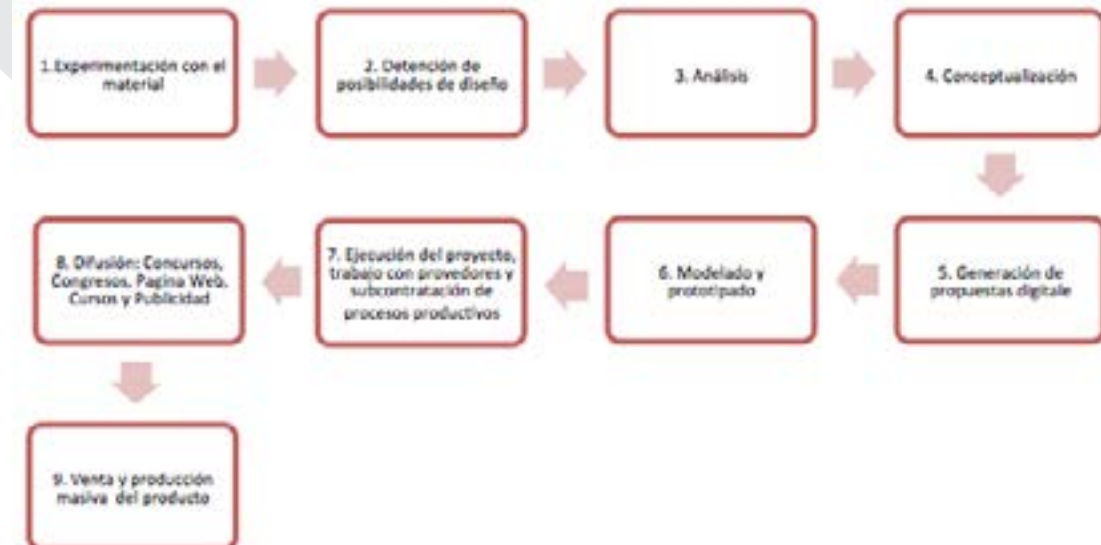 1.Experimentación con el
material
2. Detención de
posibilidades de diseño
3. Análisis
4. Conceptualización
5. Generación de
propuestas digitale
6. Modelado y
prototipado
7. Ejecución del proyecto,
trabajo con provedores y
subcontratación de
procesos productivos
8. Difusión: Concursos,
Congresos, Pagina Web,
Cursos y Publicidad
9. Venta y producción
masiva del producto